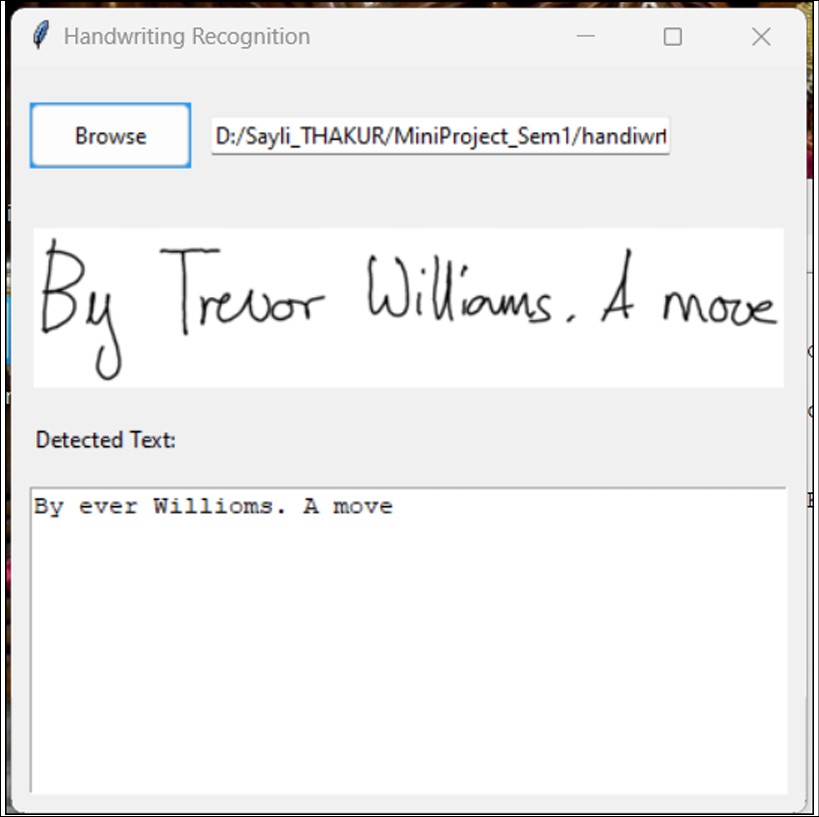 Handwriting Recognition
Browse D:/Sayli_THAKUR/MiniProject_Sem1/handiwrt
By Trevor Williams. A move
Detected Text:
By ever Willioms. A move